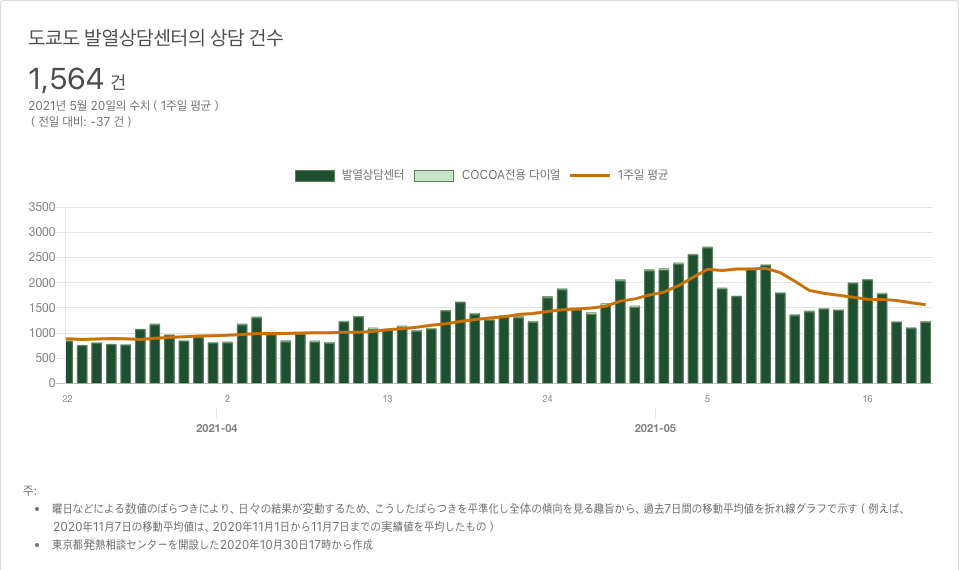 도쿄도 발열상담센터의 상담 건수
1,564 건
2021년 5월 20일의 수치 ( 1주일 평균 )
( 전일 대비: -37 건 )
발열상담센터 COCOA전용 다이얼 1주일 평균
3500
3000
2500
2000
1500
1000
500
0
22 2 13 24 5 16
2021-04 2021-05
주:
曜日などによる数値のばらつきにより、日々の結果が変動するため、こうしたばらつきを平準化し全体の傾向を見る趣旨から、過去7日間の移動平均値を折れ線グラフで示す ( 例えば、
2020年11月7日の移動平均値は、2020年11月1日から11月7日までの実績値を平均したもの )
東京都発熱相談センターを開設した2020年10月30日17時から作成